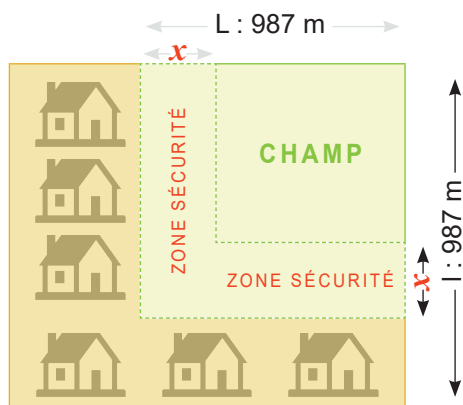 L : 987 m
x
ZONE SÉCURITÉ
CHAMP
ZONE SÉCURITÉ
x
l : 987 m